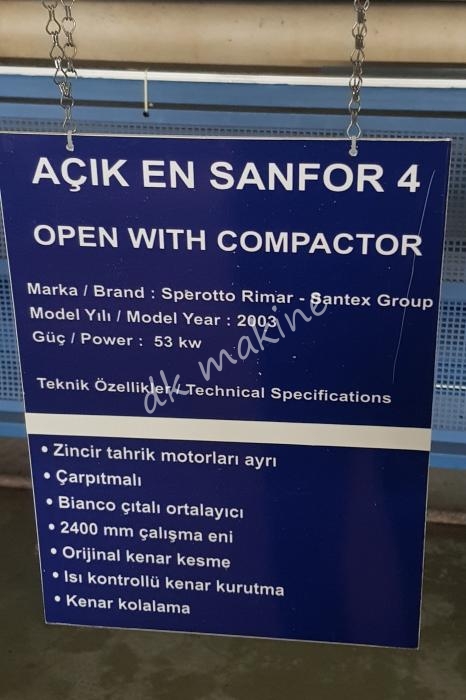 AÇIK EN SANFOR 4
OPEN WITH COMPACTOR
Marka / Brand : Sperotto Rimar - Santex Group
Model Yılı / Model Year : 2003
Güç / Power : 53 kw
Teknik Özellikler / Technical Specifications
• Zincir tahrik motorları ayrı
• Çarpıtmalı
• Bianco çıtalı ortalayıcı
• 2400 mm çalışma eni
• Orijinal kenar kesme
• Isı kontrollü kenar kurutma
• Kenar kolalama
dk makine